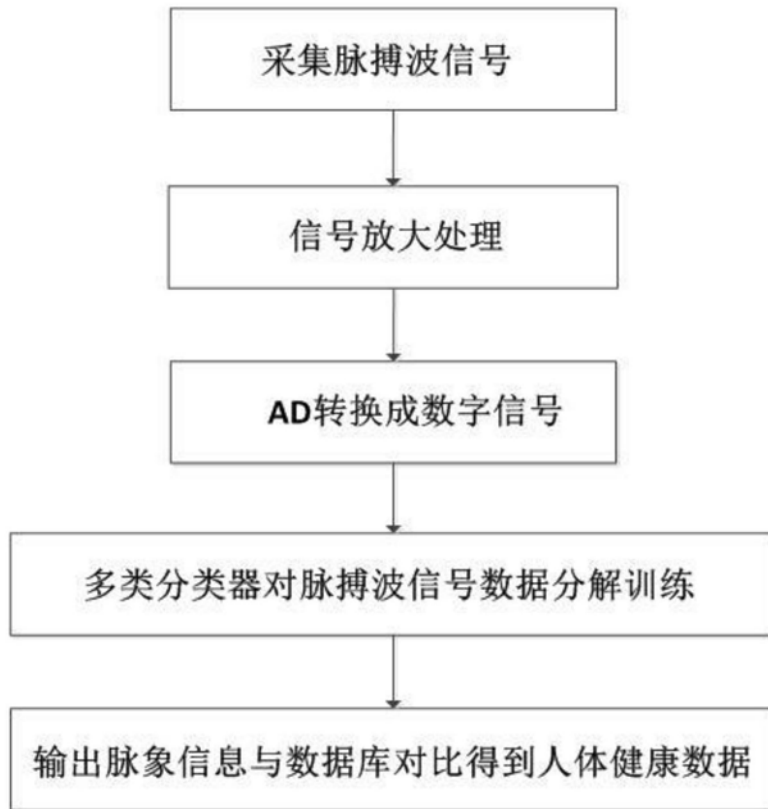 采集脉搏波信号
信号放大处理
AD转换成数字信号
多类分类器对脉搏波信号数据分解训练
输出脉象信息与数据库对比得到人体健康数据